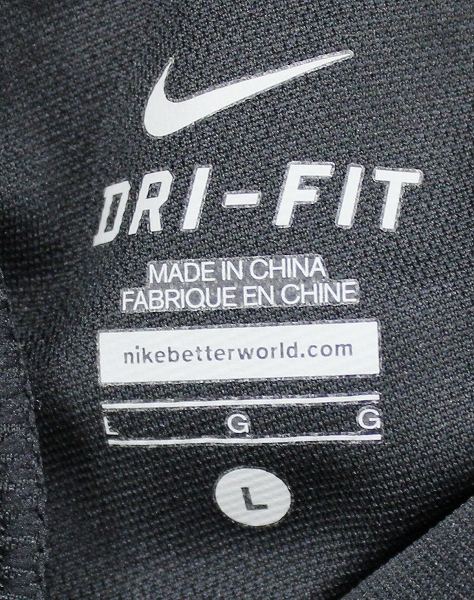 DRI-FIT
MADE IN CHINA
FABRIQUE EN CHINE
nikebetterworld.com
L G G
L